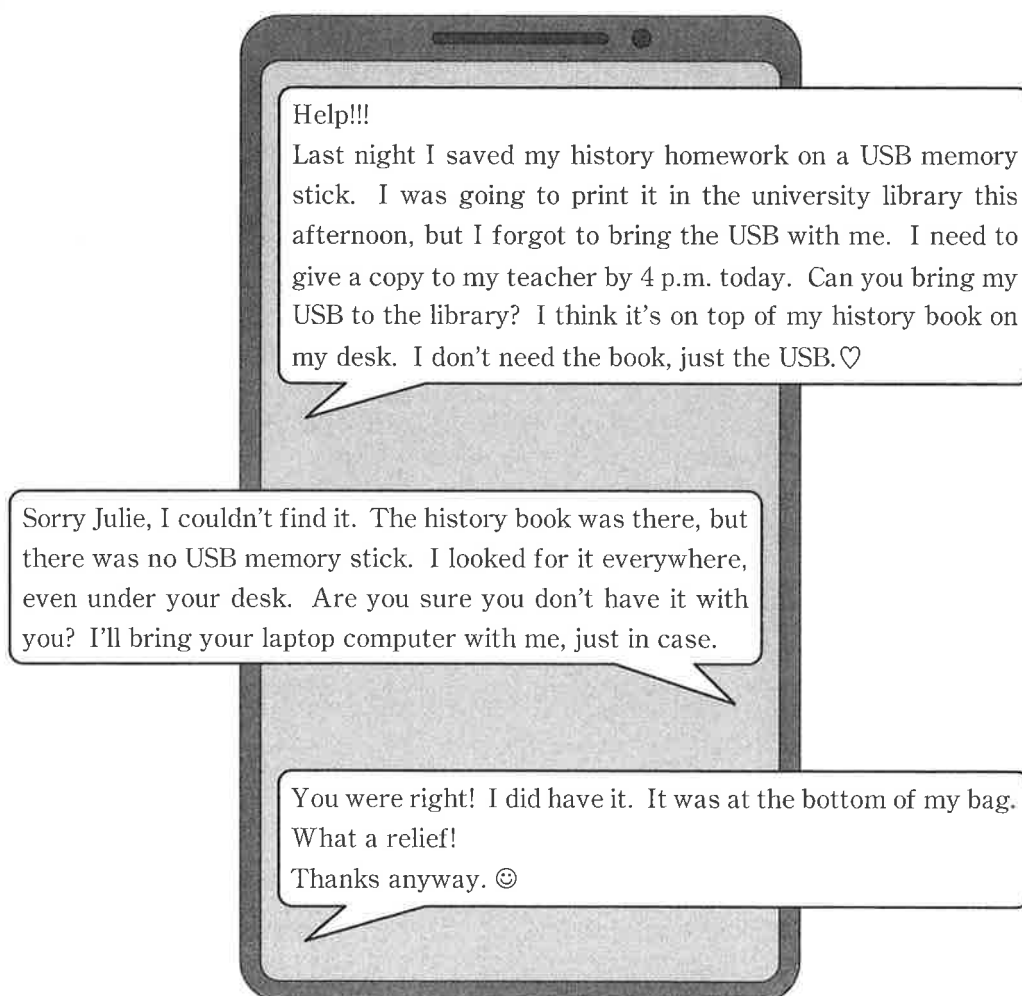 Help!!!
Last night I saved my history homework on a USB memory
stick. I was going to print it in the university library this
afternoon, but I forgot to bring the USB with me. I need to
give a copy to my teacher by 4 p.m. today. Can you bring my
USB to the library? I think it's on top of my history book on
my desk. I don't need the book, just the USB.♡
Sorry Julie, I couldn't find it. The history book was there, but
there was no USB memory stick. I looked for it everywhere,
even under your desk. Are you sure you don't have it with
you? I'll bring your laptop computer with me, just in case.
You were right! I did have it. It was at the bottom of my bag.
What a relief!
Thanks anyway. ☺